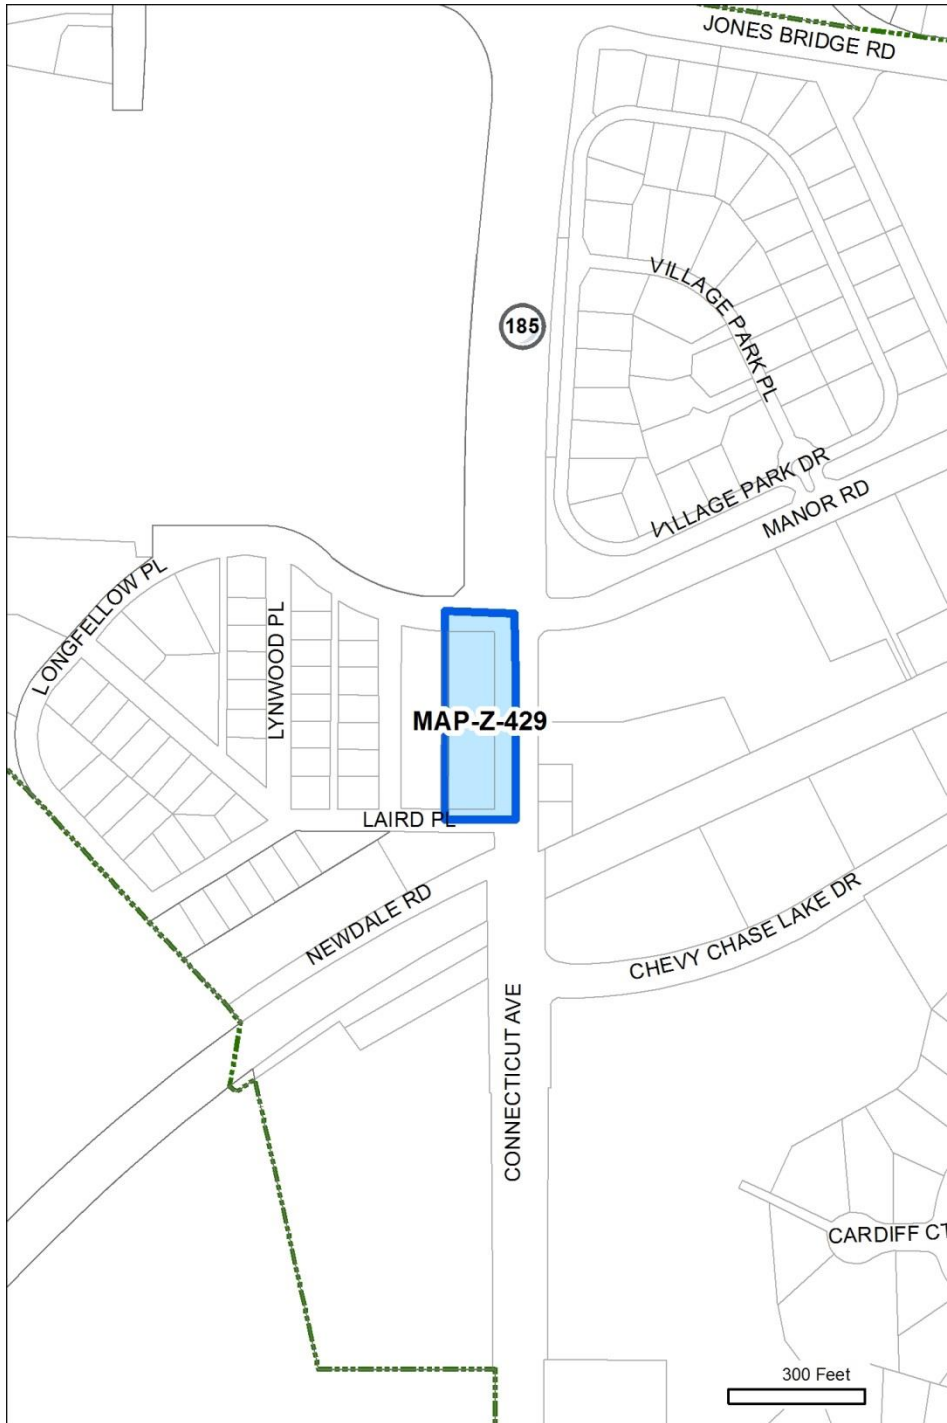 JONES BRIDGE RD
VILLAGE PARK PL
185
VILLAGE PARK DR
MANOR RD
LONGFELLOW PL
LYNWOOD PL
MAP-Z-429
LAIRD PL
NEWDALE RD
CHEVY CHASE LAKE DR
CONNECTICUT AVE
CARDIFF CT
300 Feet